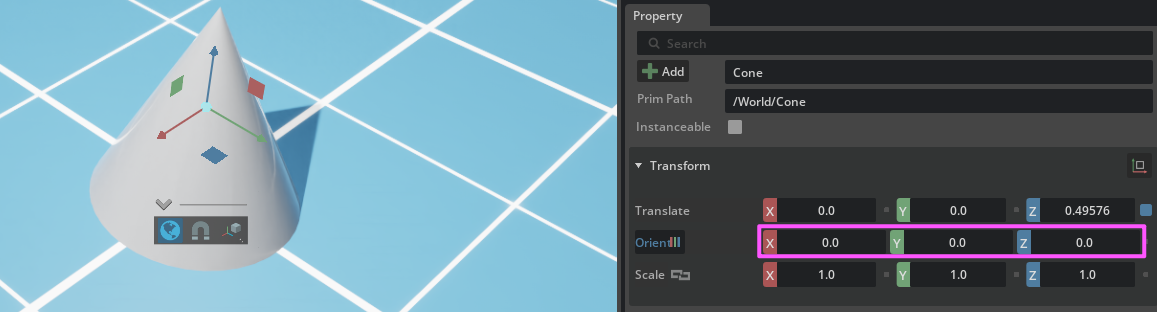 Property
Search
Add Cone
Prim Path /World/Cone
Instanceable
Transform
Translate X 0.0 Y 0.0 Z 0.49576
Orient X 0.0 Y 0.0 Z 0.0
Scale X 1.0 Y 1.0 Z 1.0